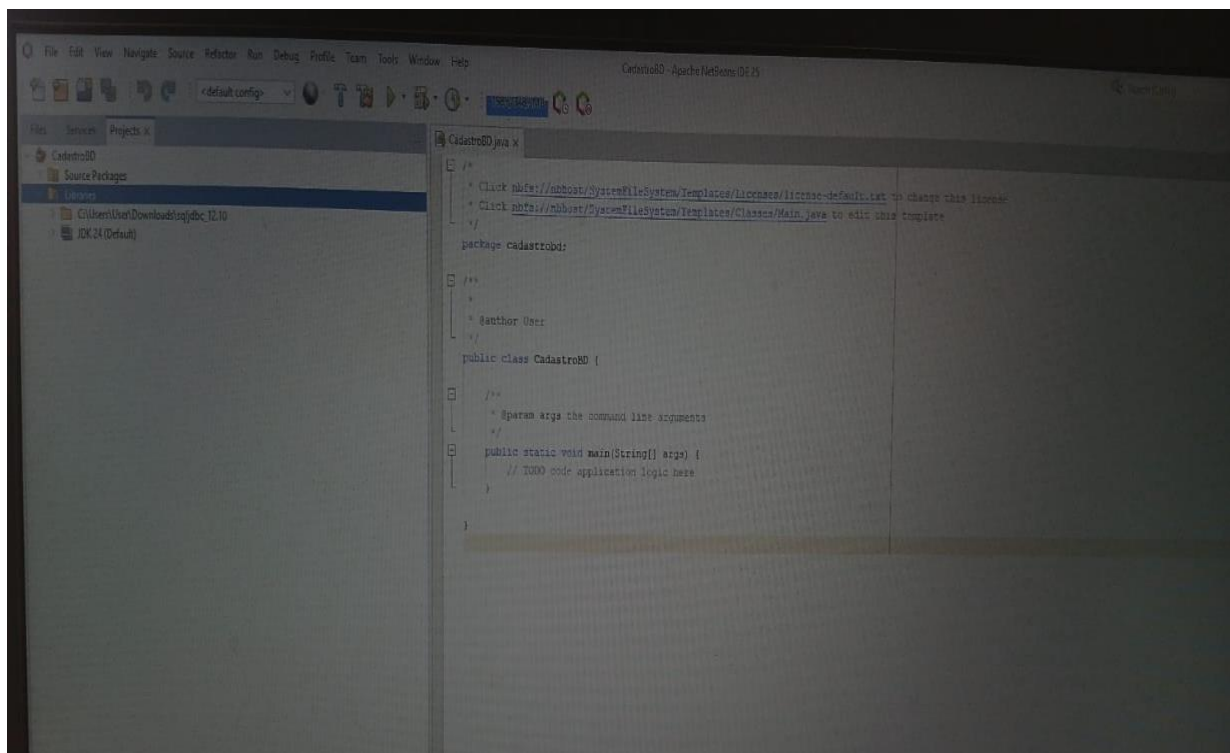 File Edit View Navigate Source Refactor Run Debug Profile Team Tools Window Help
CadastroBD - Apache NetBeans IDE 25
<default config>
Files Services Projects x
CadastroBD
Source Packages
Libraries
C:\Users\User\Downloads\sqljdbc_12.10
JDK 24 (Default)
CadastroBD.java x
/*
* Click nbfs://nbhost/SystemFileSystem/Templates/Licenses/license-default.txt to change this license
* Click nbfs://nbhost/SystemFileSystem/Templates/Classes/Main.java to edit this template
*/
package cadastrobd;
/**
*
* @author User
*/
public class CadastroBD {
/**
* @param args the command line arguments
*/
public static void main(String[] args) {
// TODO code application logic here
}
}